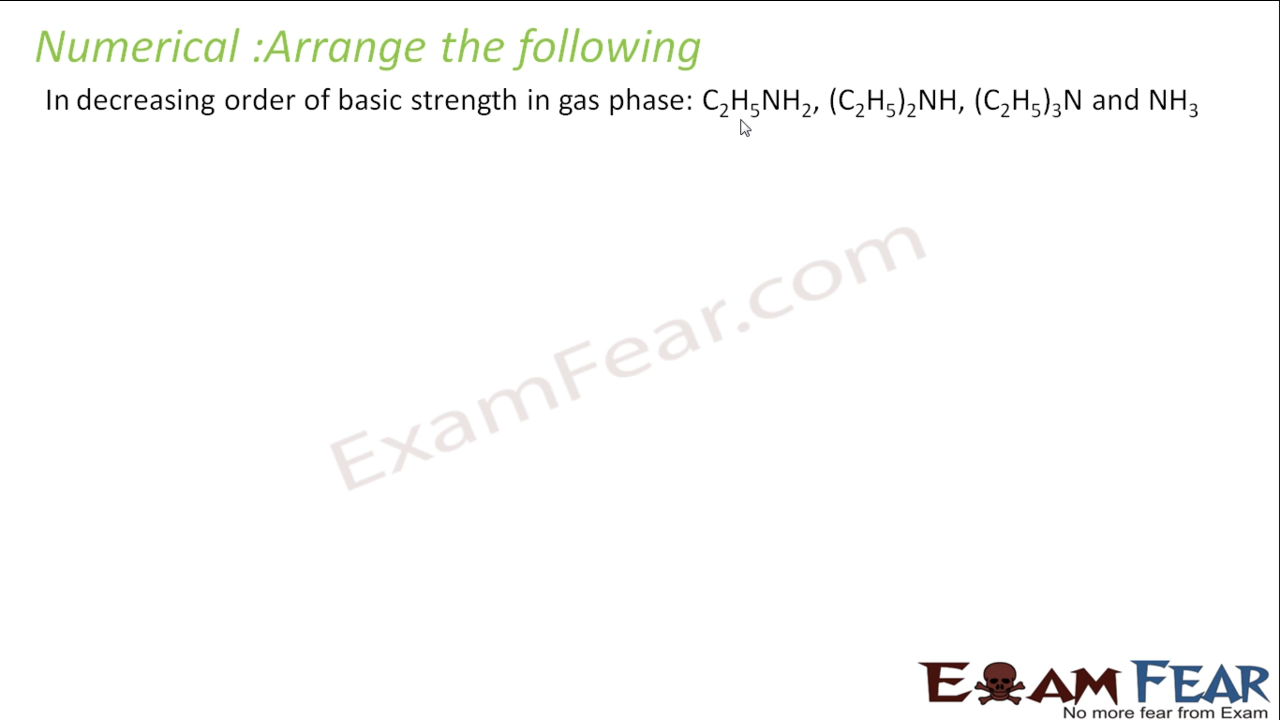 Numerical :Arrange the following
In decreasing order of basic strength in gas phase: C₂H₅NH₂, (C₂H₅)₂NH, (C₂H₅)₃N and NH₃
ExamFear.com
EXAM FEAR
No more fear from Exam